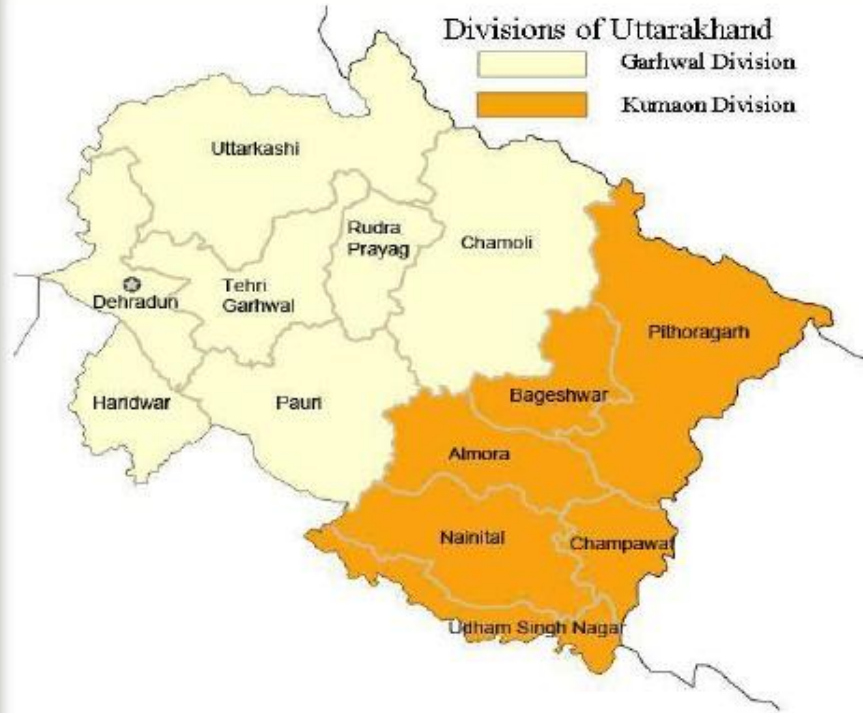 Divisions of Uttarakhand
Garhwal Division
Kumaon Division
Uttarkashi
Rudra
Prayag
Chamoli
Tehri
Garhwal
Dehradun
Pithoragarh
Haridwar
Pauri
Bageshwar
Almora
Nainital
Champawat
Udham Singh Nagar